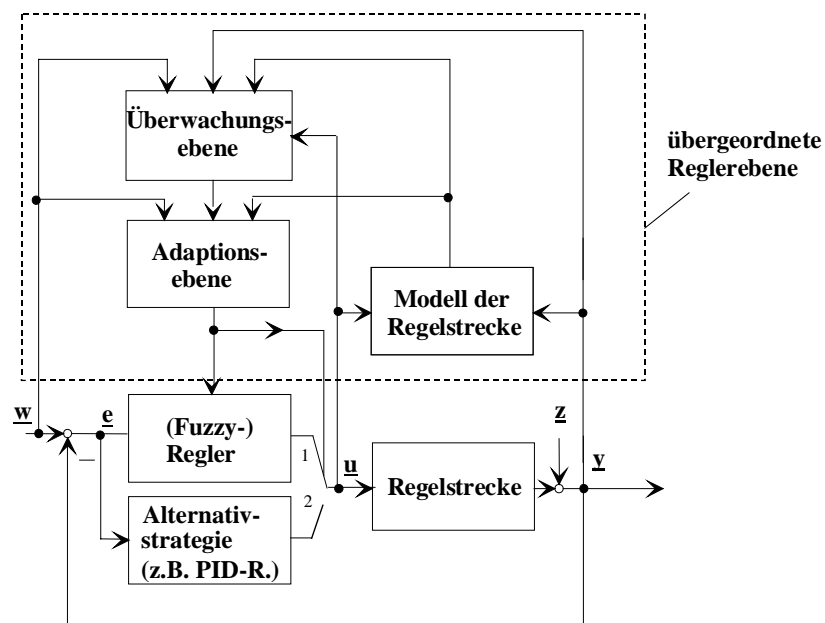 Überwachungs-
ebene
übergeordnete
Reglerebene
Adaptions-
ebene
Modell der
Regelstrecke
w
e
(Fuzzy-)
Regler
1
u
Regelstrecke
z
y
2
Alternativ-
strategie
(z.B. PID-R.)